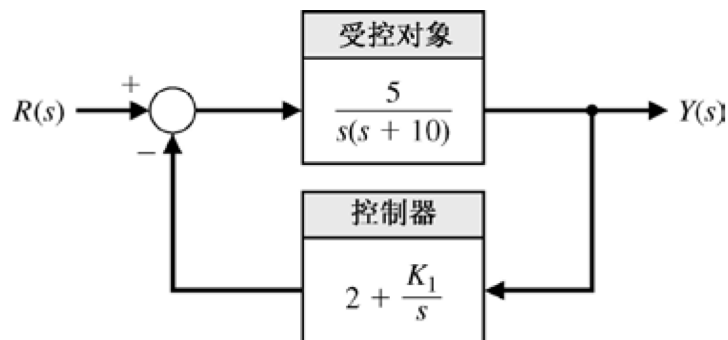 受控对象
R(s)
+
−
5
s(s + 10)
Y(s)
控制器
2 + K₁/s